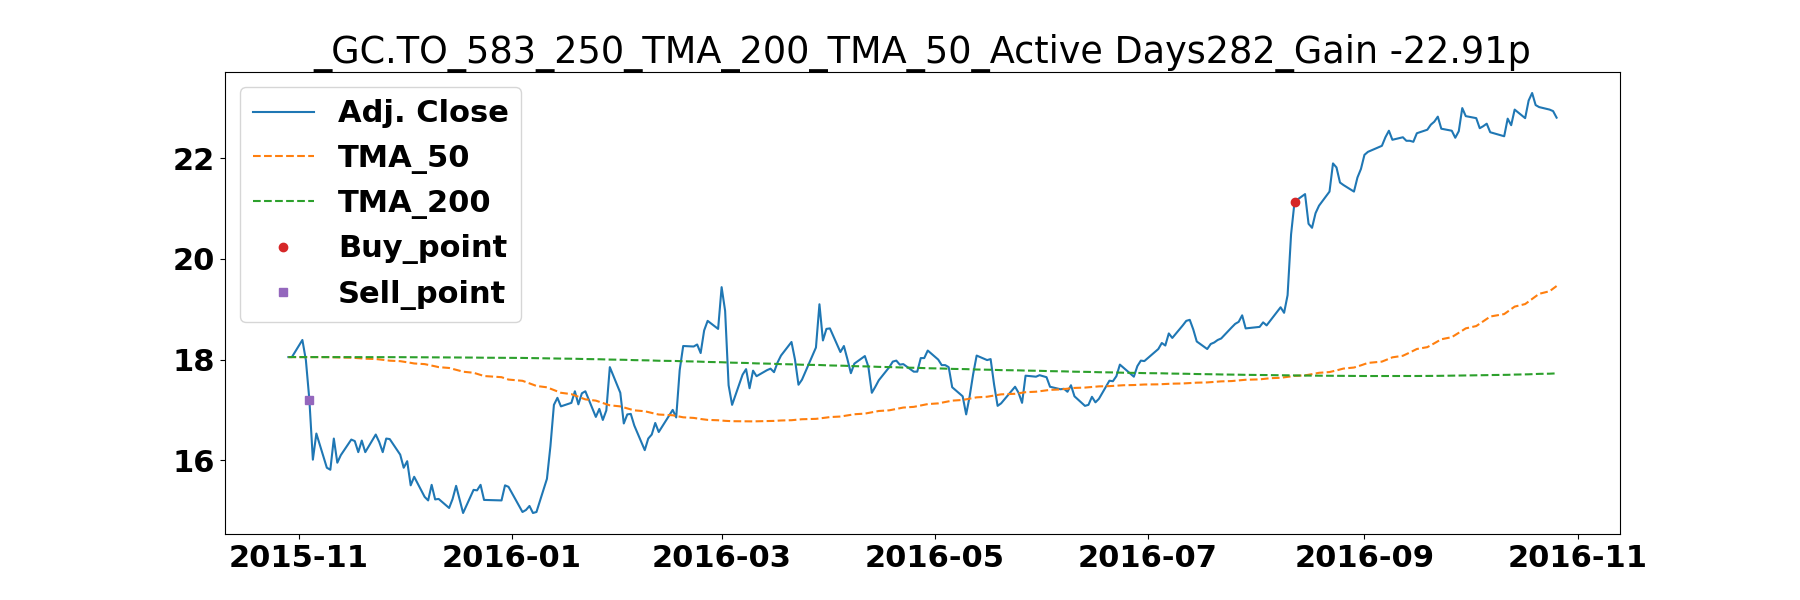 _GC.TO_583_250_TMA_200_TMA_50_Active Days282_Gain -22.91p
Adj. Close
TMA_50
TMA_200
Buy_point
Sell_point
22
20
18
16
2015-11 2016-01 2016-03 2016-05 2016-07 2016-09 2016-11